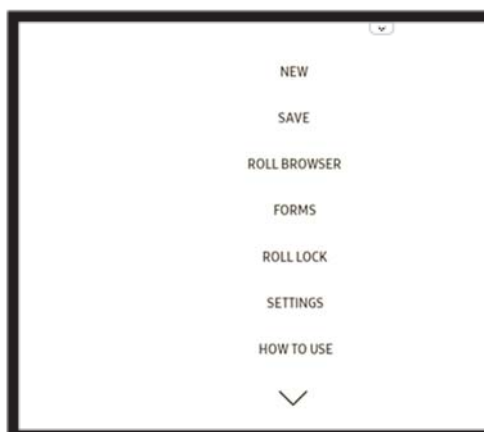 NEW
SAVE
ROLL BROWSER
FORMS
ROLL LOCK
SETTINGS
HOW TO USE